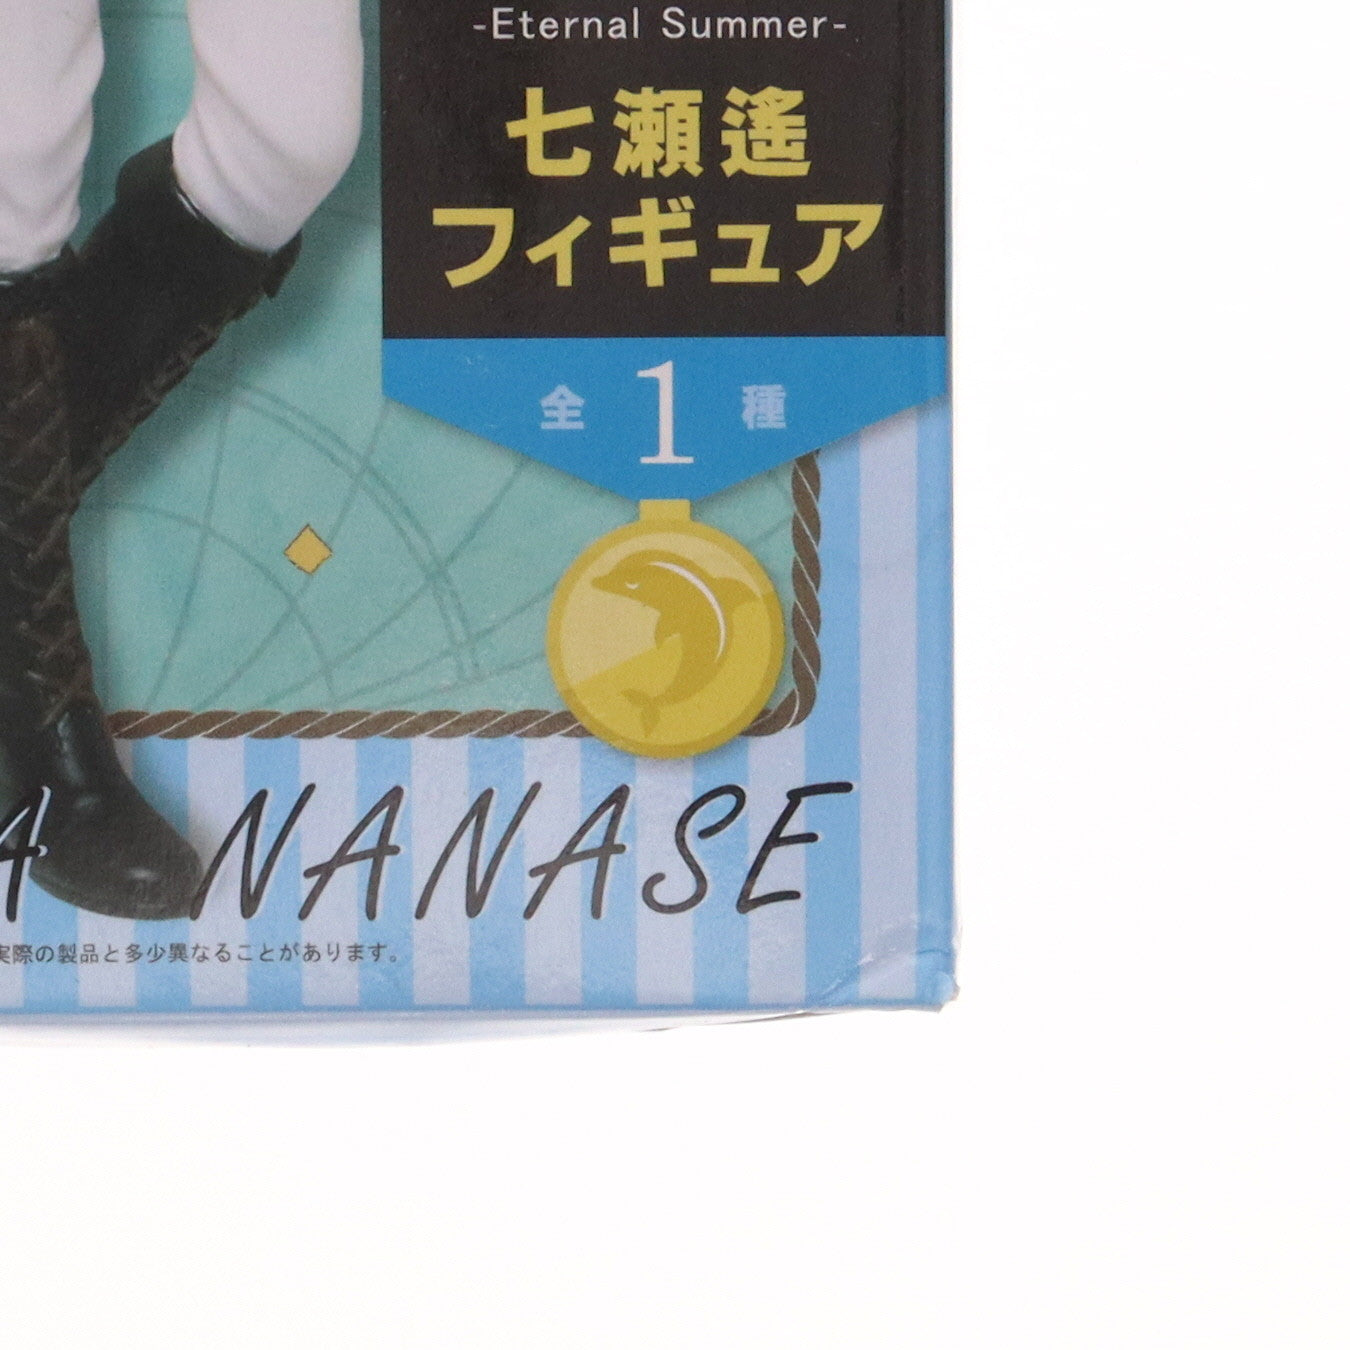 -Eternal Summer-
七瀬遙
フィギュア
全1種
A NANASE
実際の製品と多少異なることがあります。